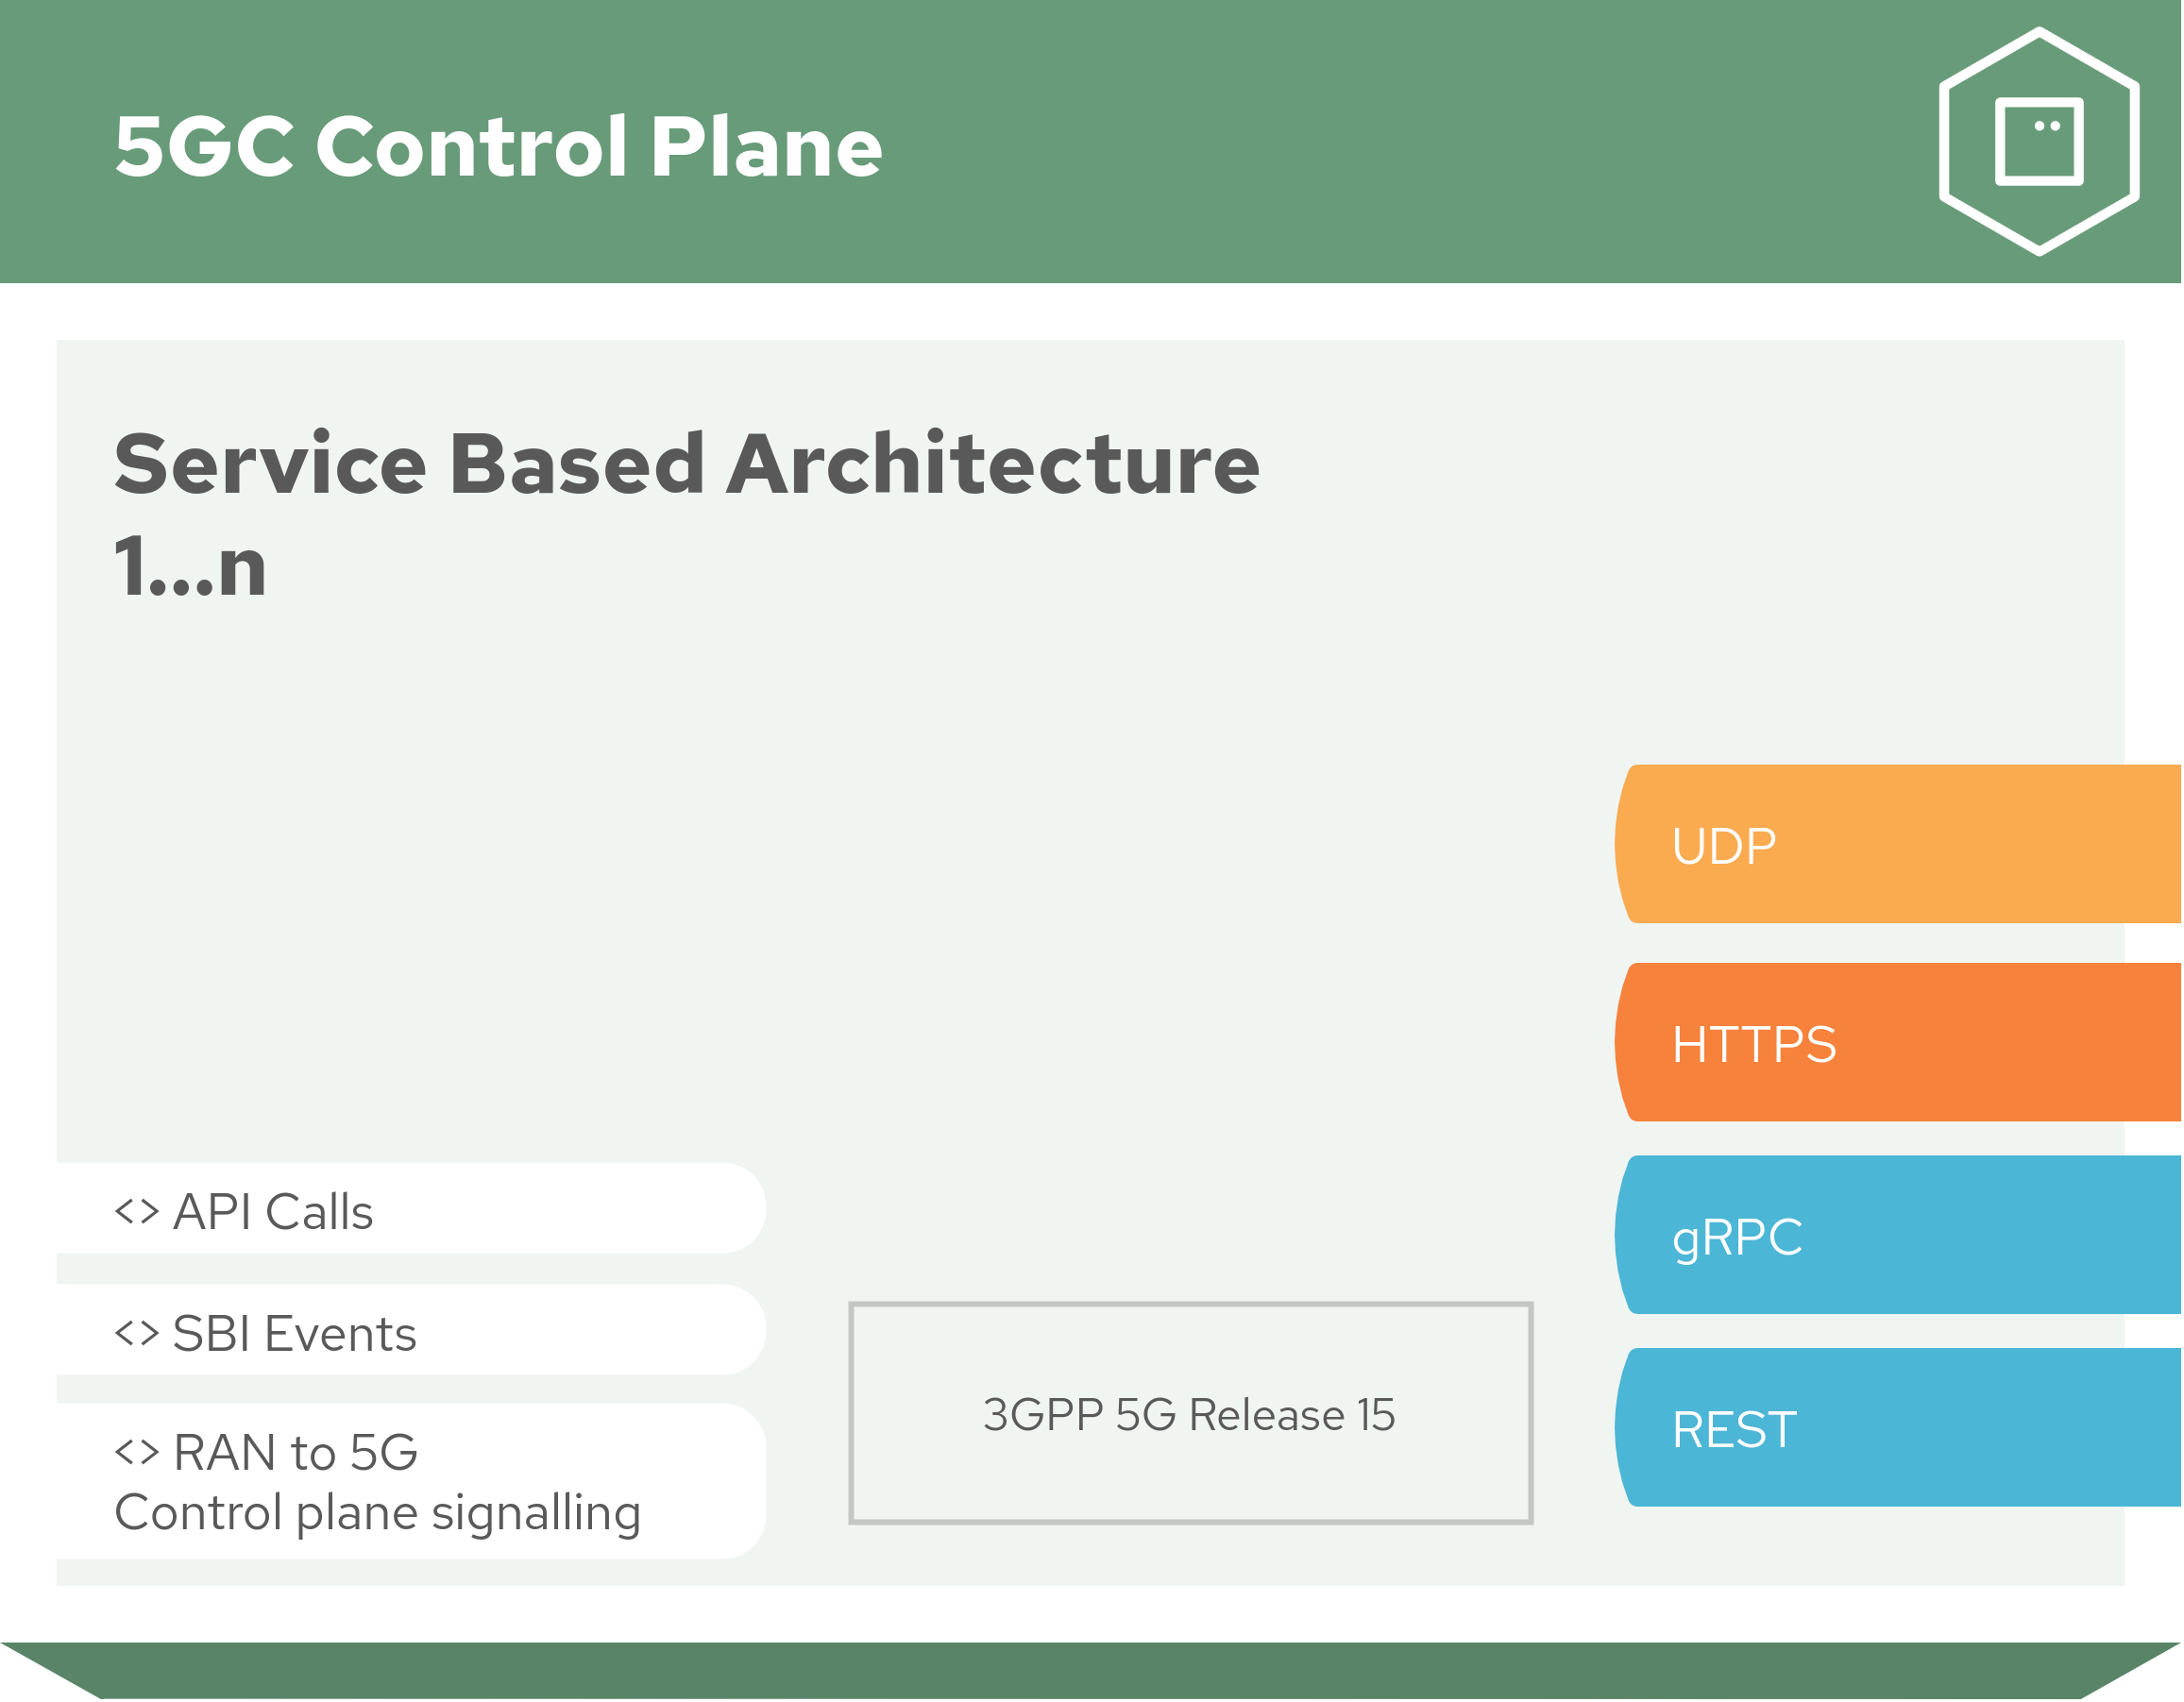 5GC Control Plane
Service Based Architecture
1...n
UDP
HTTPS
gRPC
REST
<> API Calls
<> SBI Events
<> RAN to 5G
Control plane signalling
3GPP 5G Release 15